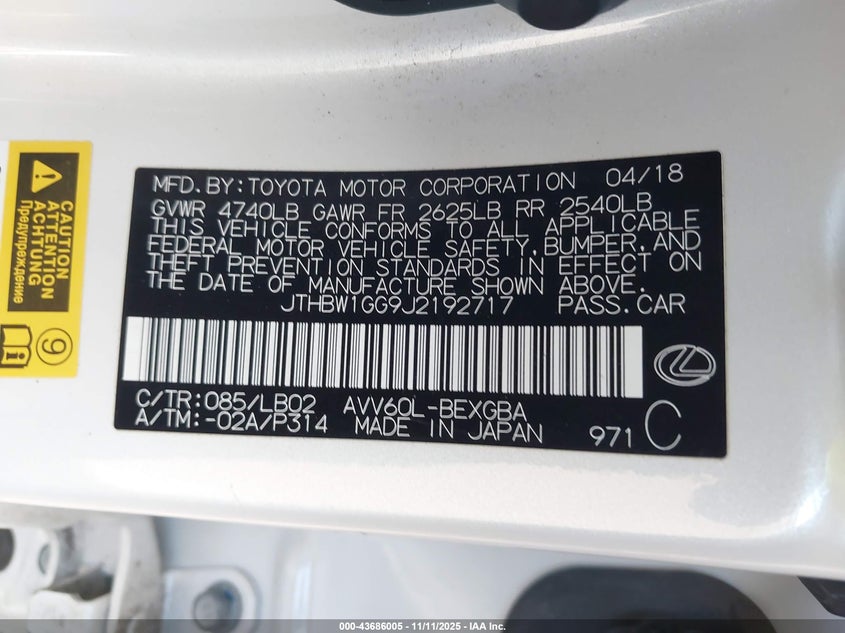 CAUTION
ATTENTION
ACHTUNG
Предупреждение
9
MFD.BY:TOYOTA MOTOR CORPORATION 04/18
GVWR 4740LB GAWR FR 2625LB RR 2540LB
THIS VEHICLE CONFORMS TO ALL APPLICABLE
FEDERAL MOTOR VEHICLE SAFETY,BUMPER,AND
THEFT PREVENTION STANDARDS IN EFFECT ON
THE DATE OF MANUFACTURE SHOWN ABOVE.
JTHBW1GG9J2192717 PASS.CAR
C/TR:085/LB02 AVV60L-BEXGBA
A/TM:-02A/P314 MADE IN JAPAN 971 C
000-43686005 - 11/11/2025 - IAA Inc.